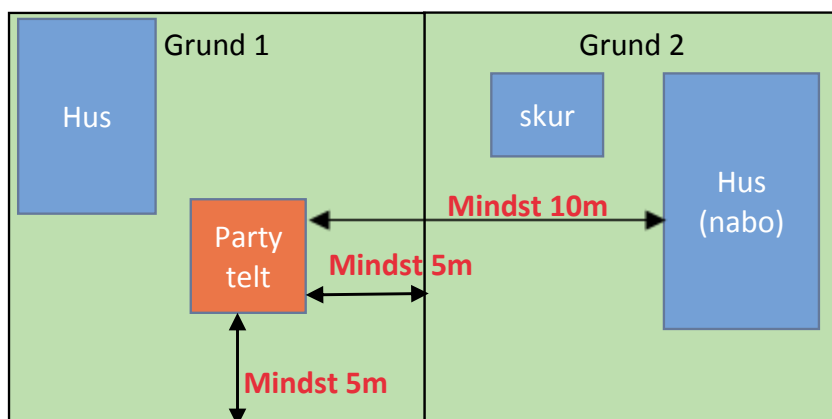 Grund 1
Grund 2
Hus
skur
Hus
(nabo)
Mindst 10m
Party
telt
Mindst 5m
Mindst 5m